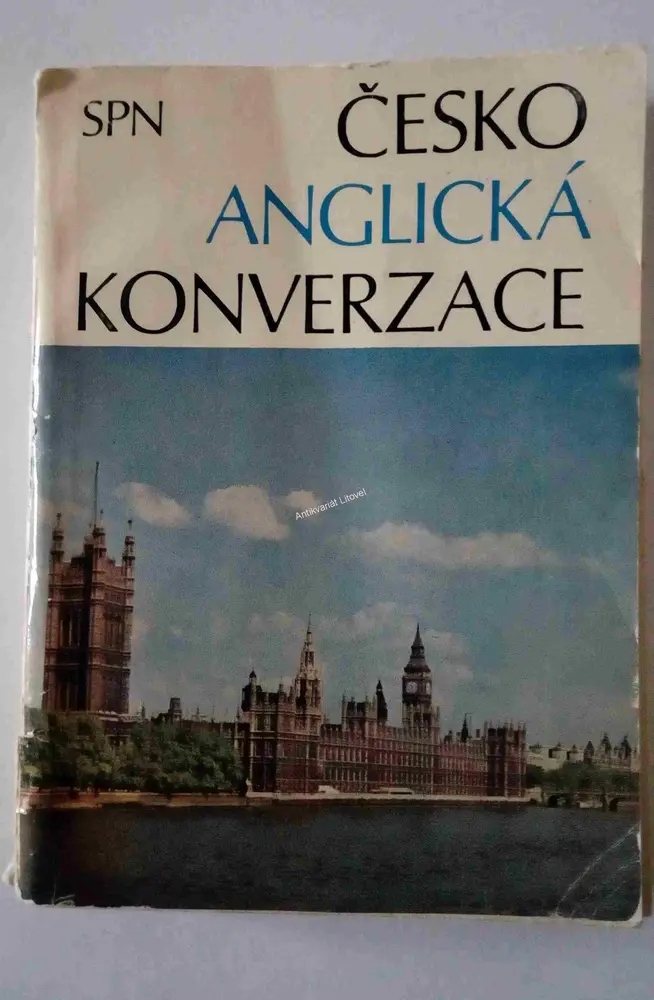 SPN
ČESKO
ANGLICKÁ
KONVERZACE
Antikvariát Litovel